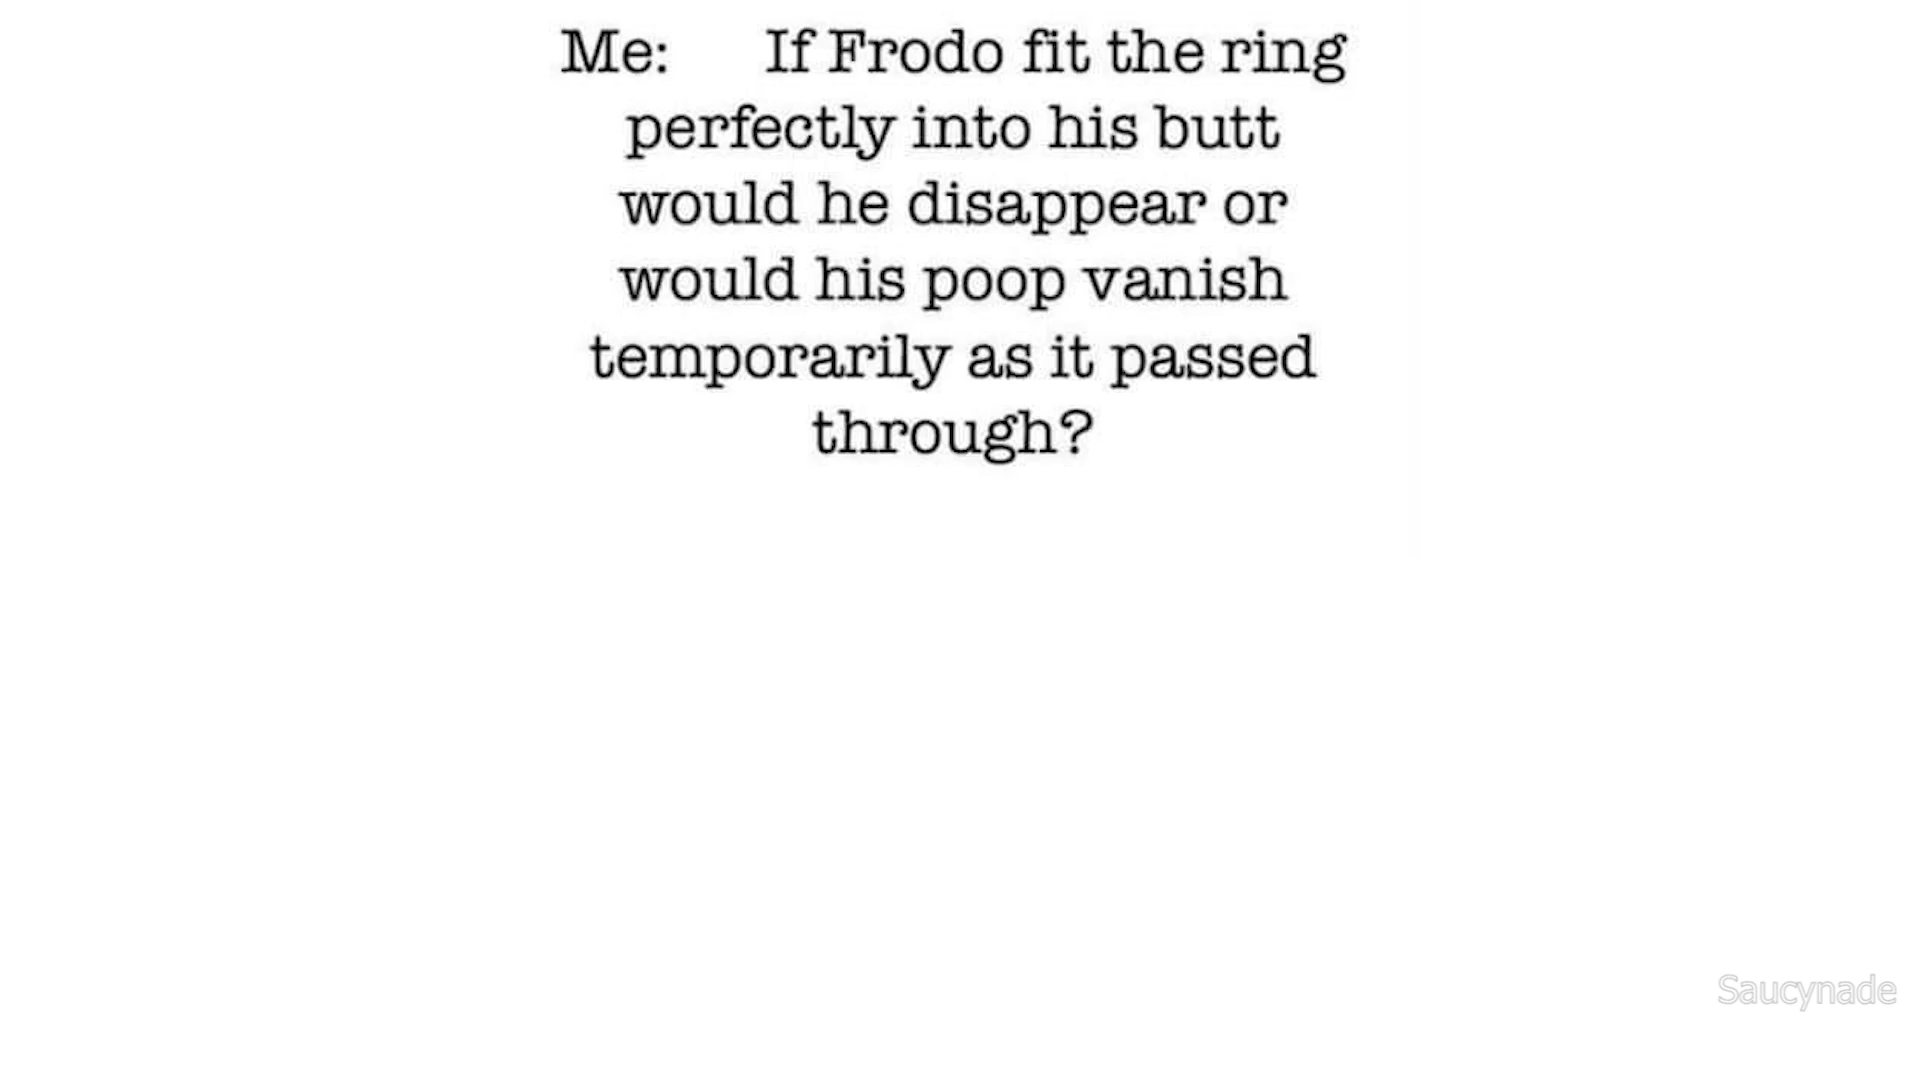 Me: If Frodo fit the ring
perfectly into his butt
would he disappear or
would his poop vanish
temporarily as it passed
through?
Saucynade